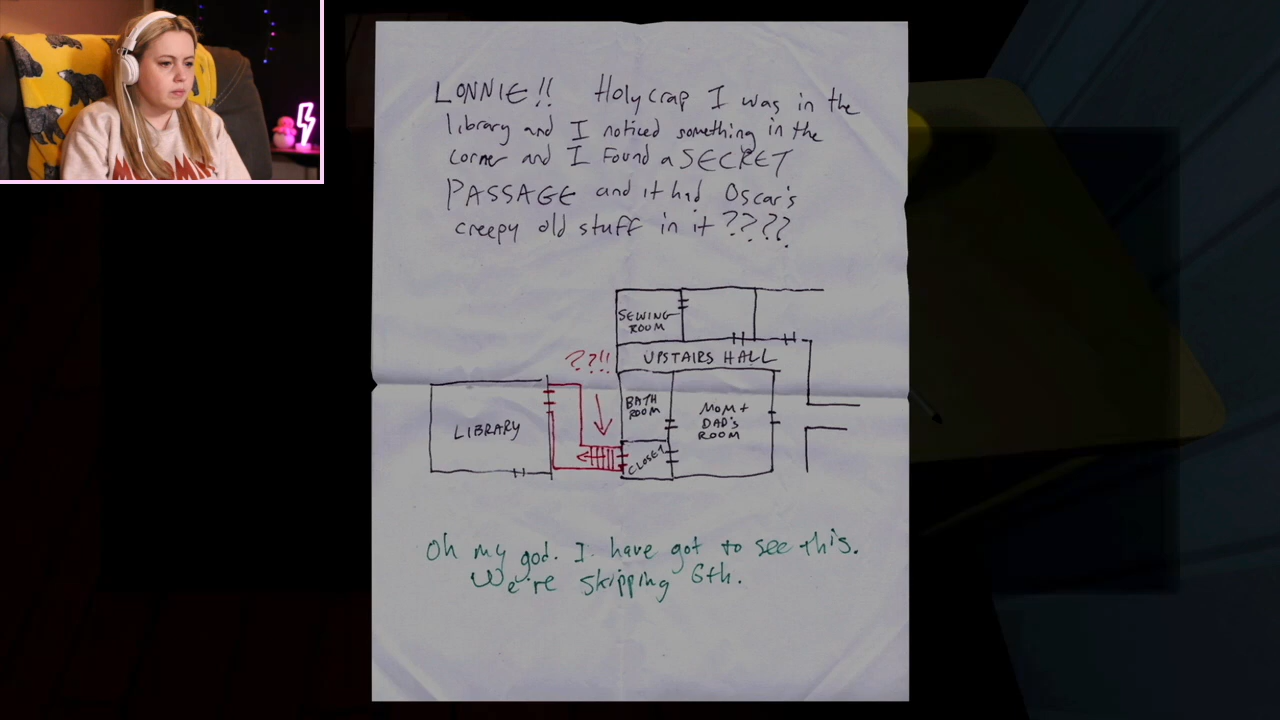 LONNIE!! Holy crap I was in the
library and I noticed something in the
corner and I found a SECRET
PASSAGE and it had Oscar's
creepy old stuff in it ????
SEWING
ROOM
UPSTAIRS HALL
??!!
BATH
ROOM
MOM +
DAD'S
ROOM
LIBRARY
CLOSET
Oh my god. I have got to see this.
We're skipping 6th.